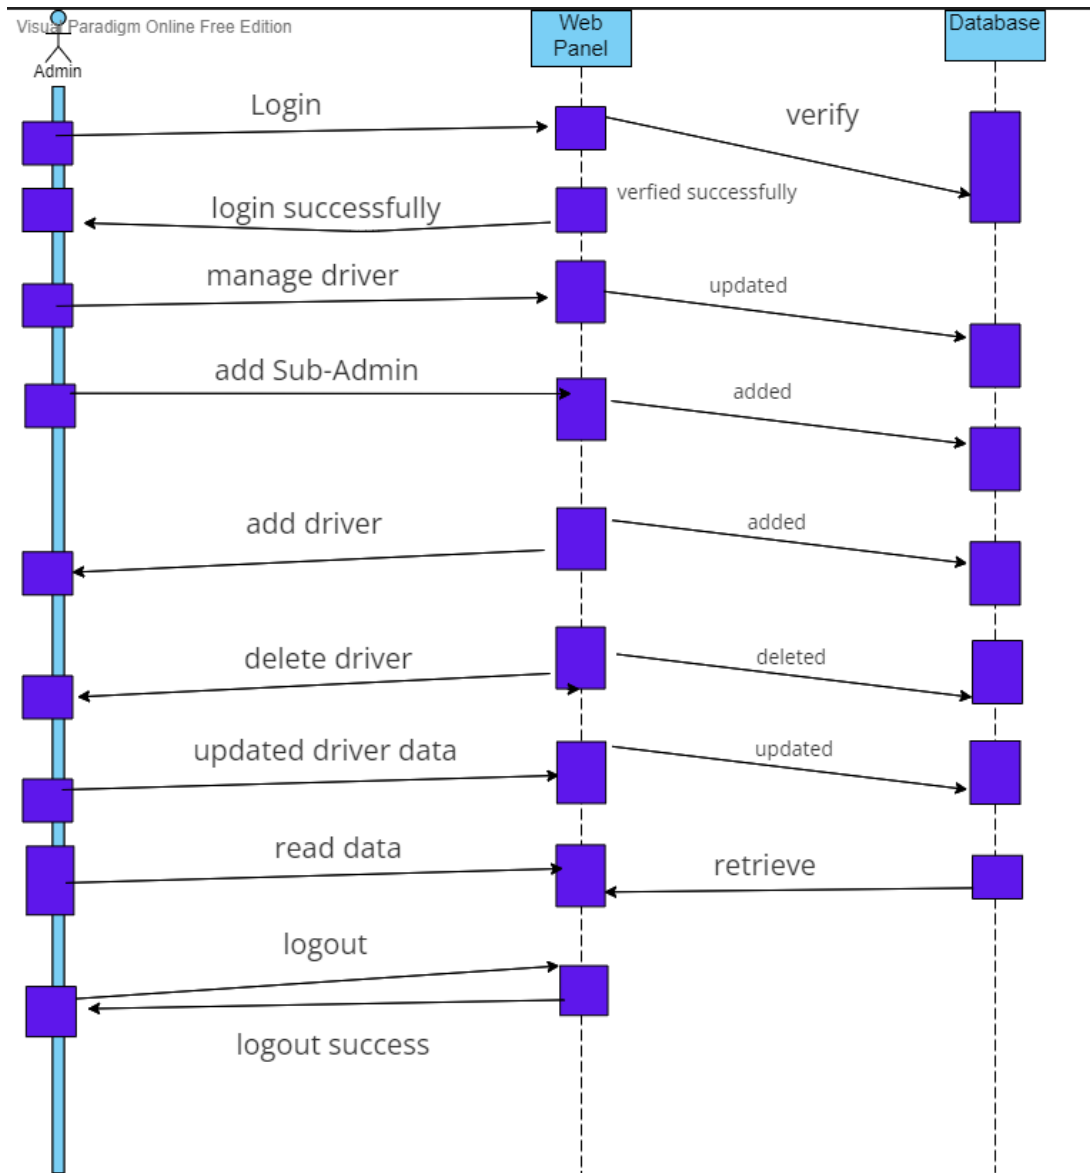 Visual Paradigm Online Free Edition
Admin
Web
Panel
Database
Login
verify
verfied successfully
login successfully
manage driver
updated
add Sub-Admin
added
add driver
added
delete driver
deleted
updated driver data
updated
read data
retrieve
logout
logout success